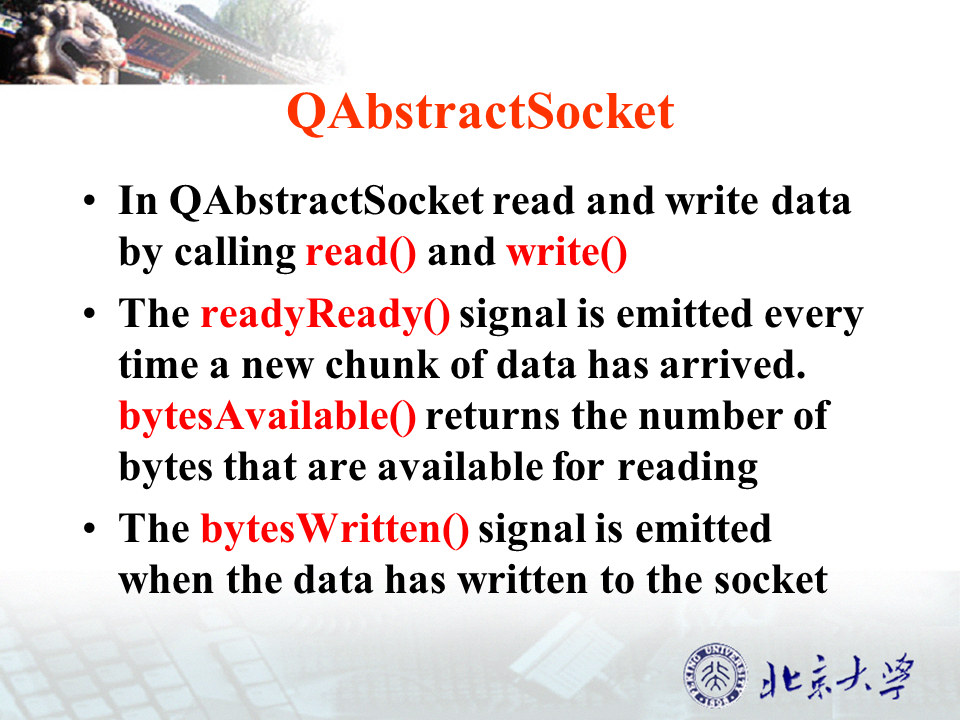 QAbstractSocket
• In QAbstractSocket read and write data
by calling read() and write()
• The readyReady() signal is emitted every
time a new chunk of data has arrived.
bytesAvailable() returns the number of
bytes that are available for reading
• The bytesWritten() signal is emitted
when the data has written to the socket
PEKING UNIVERSITY
1898
北京大学